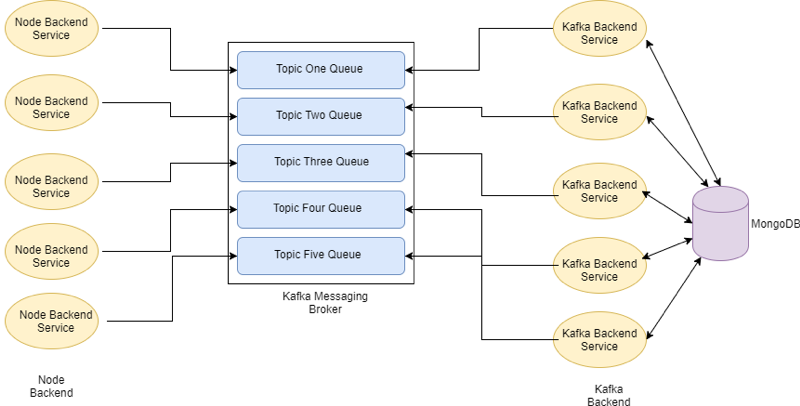 Node Backend
Service
Node Backend
Service
Node Backend
Service
Node Backend
Service
Node Backend
Service
Node
Backend
Topic One Queue
Topic Two Queue
Topic Three Queue
Topic Four Queue
Topic Five Queue
Kafka Messaging
Broker
Kafka Backend
Service
Kafka Backend
Service
Kafka Backend
Service
Kafka Backend
Service
Kafka Backend
Service
Kafka
Backend
MongoDB